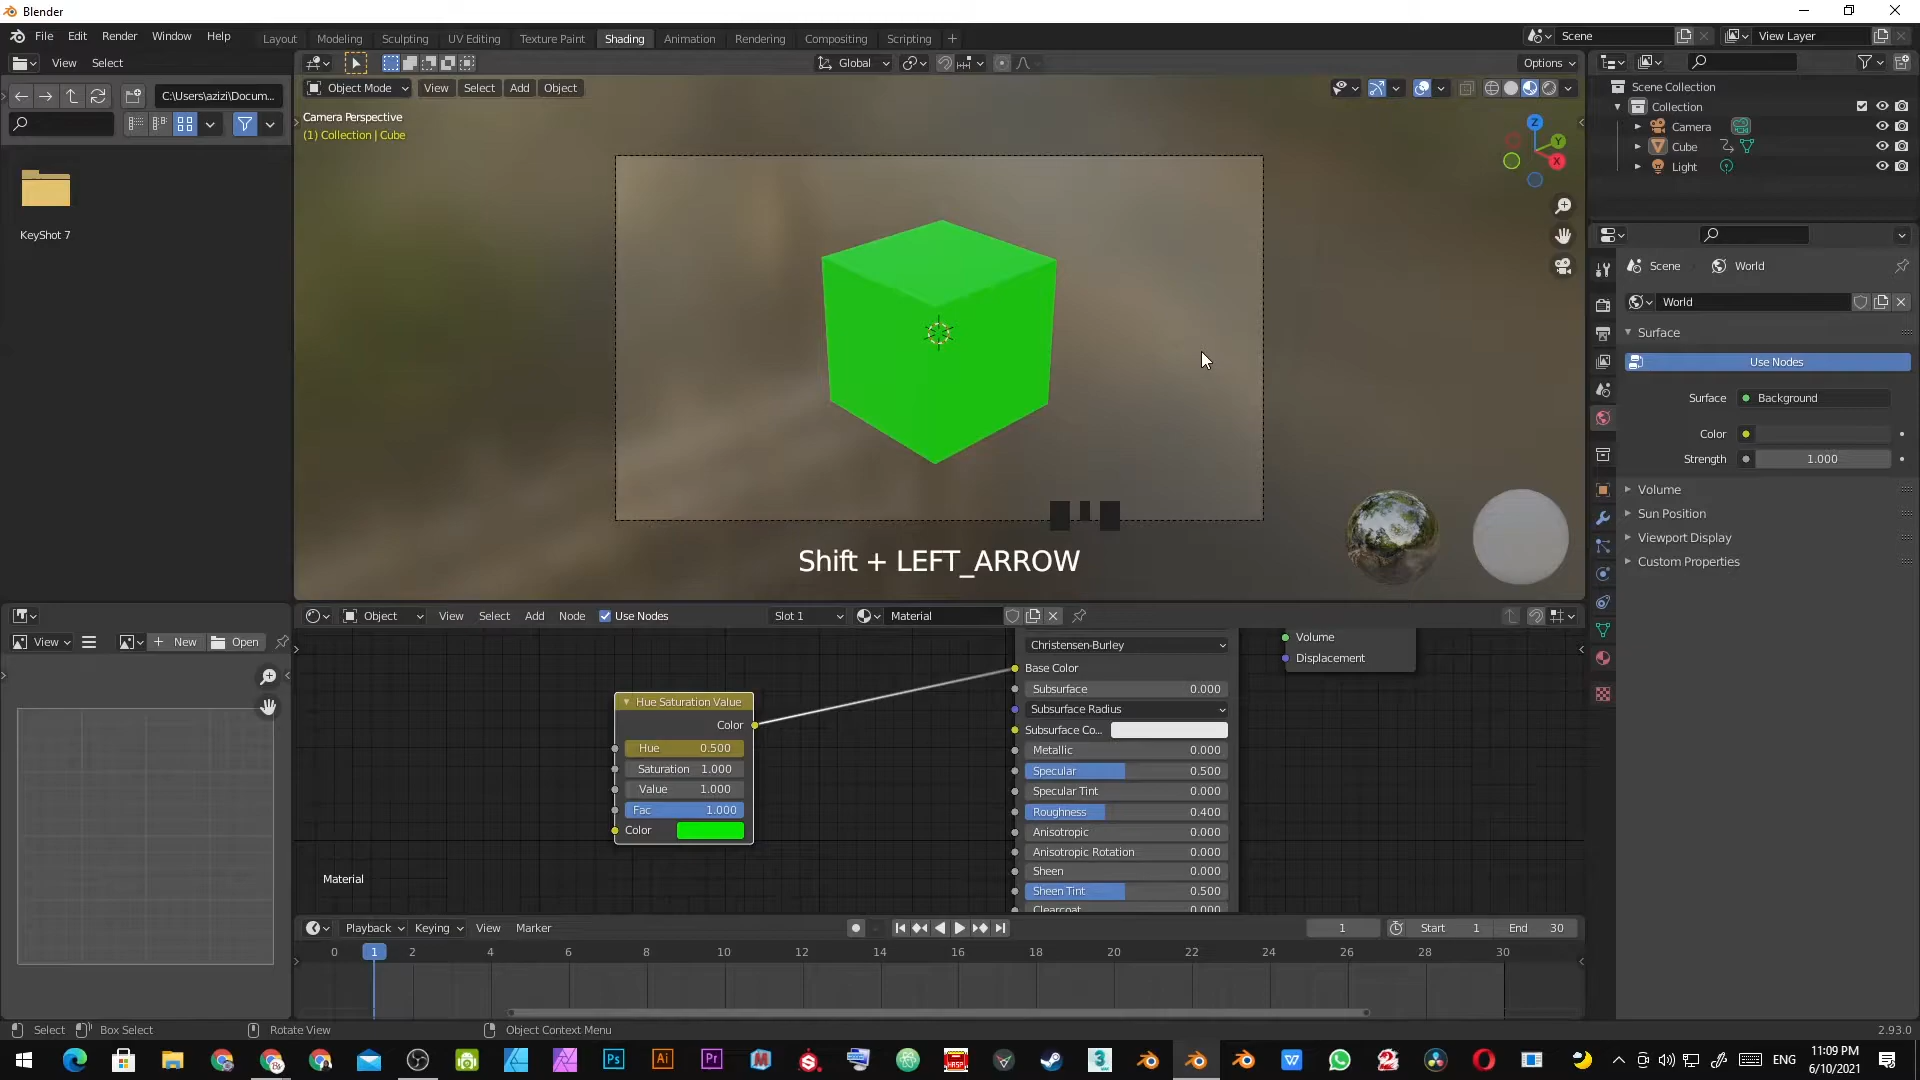 Blender
File Edit Render Window Help
Layout Modeling Sculpting UV Editing Texture Paint Shading Animation Rendering Compositing Scripting +
Scene View Layer
View Select
Global Options
C:\Users\azizi\Docum...
Object Mode View Select Add Object
Camera Perspective
(1) Collection | Cube
Z
Y
X
KeyShot 7
Shift + LEFT_ARROW
Scene Collection
Collection
Camera
Cube
Light
Scene World
World
Surface
Use Nodes
Surface Background
Color
Strength 1.000
Volume
Sun Position
Viewport Display
Custom Properties
Object View Select Add Node Use Nodes Slot 1 Material
View New Open
Hue Saturation Value
Color
Hue 0.500
Saturation 1.000
Value 1.000
Fac 1.000
Color
Christensen-Burley
Base Color
Subsurface 0.000
Subsurface Radius
Subsurface Co...
Metallic 0.000
Specular 0.500
Specular Tint 0.000
Roughness 0.400
Anisotropic 0.000
Anisotropic Rotation 0.000
Sheen 0.000
Sheen Tint 0.500
Clearcoat 0.000
Volume
Displacement
Material
Playback Keying View Marker 1 Start 1 End 30
0 1 2 4 6 8 10 12 14 16 18 20 22 24 26 28 30
Select Box Select Rotate View Object Context Menu 2.93.0
Ps Ai Pr ENG 11:09 PM
6/10/2021